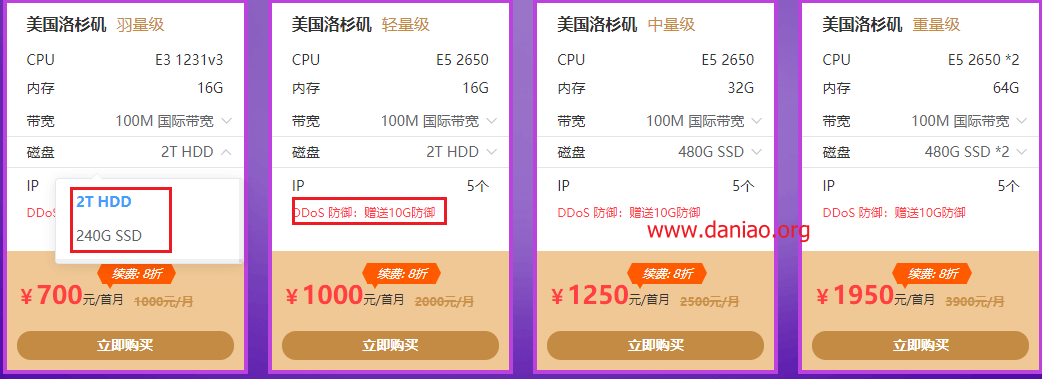 美国洛杉矶 羽量级
CPU E3 1231v3
内存 16G
带宽 100M 国际带宽
磁盘 2T HDD
IP
2T HDD
240G SSD
DDoS
续费: 8折
￥700元/首月 1000元/月
立即购买
美国洛杉矶 轻量级
CPU E5 2650
内存 16G
带宽 100M 国际带宽
磁盘 2T HDD
IP 5个
DDoS 防御：赠送10G防御
续费: 8折
￥1000元/首月 2000元/月
立即购买
美国洛杉矶 中量级
CPU E5 2650
内存 32G
带宽 100M 国际带宽
磁盘 480G SSD
IP 5个
DDoS 防御：赠送10G防御
续费: 8折
￥1250元/首月 2500元/月
立即购买
美国洛杉矶 重量级
CPU E5 2650 *2
内存 64G
带宽 100M 国际带宽
磁盘 480G SSD *2
IP 5个
DDoS 防御：赠送10G防御
续费: 8折
￥1950元/首月 3900元/月
立即购买
www.daniao.org